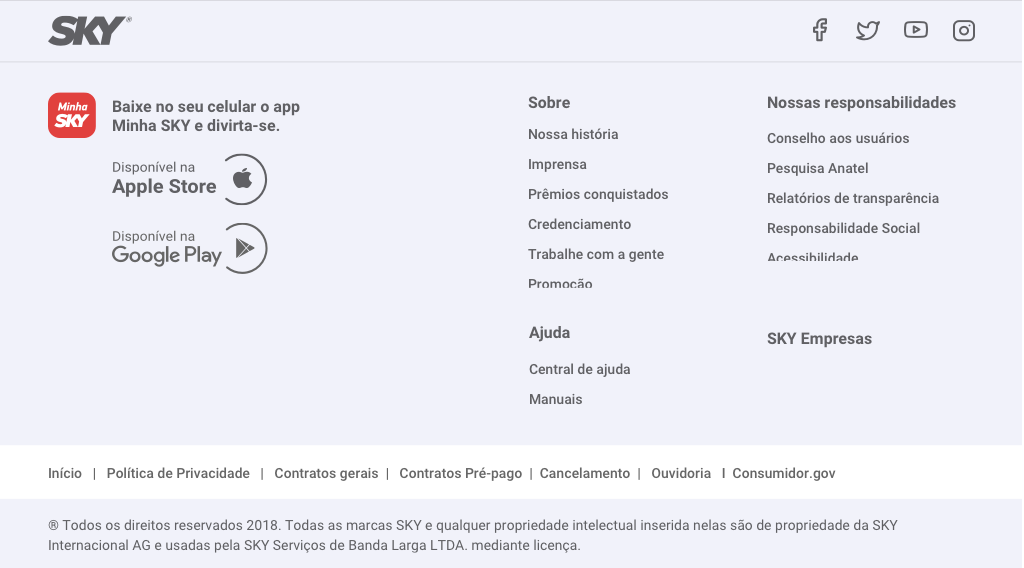 SKY®
Minha
SKY
Baixe no seu celular o app
Minha SKY e divirta-se.
Disponível na
Apple Store
Disponível na
Google Play
Sobre
Nossa história
Imprensa
Prêmios conquistados
Credenciamento
Trabalhe com a gente
Promoção
Nossas responsabilidades
Conselho aos usuários
Pesquisa Anatel
Relatórios de transparência
Responsabilidade Social
Acessibilidade
Ajuda
Central de ajuda
Manuais
SKY Empresas
Início | Política de Privacidade | Contratos gerais | Contratos Pré-pago | Cancelamento | Ouvidoria I Consumidor.gov
® Todos os direitos reservados 2018. Todas as marcas SKY e qualquer propriedade intelectual inserida nelas são de propriedade da SKY
Internacional AG e usadas pela SKY Serviços de Banda Larga LTDA. mediante licença.